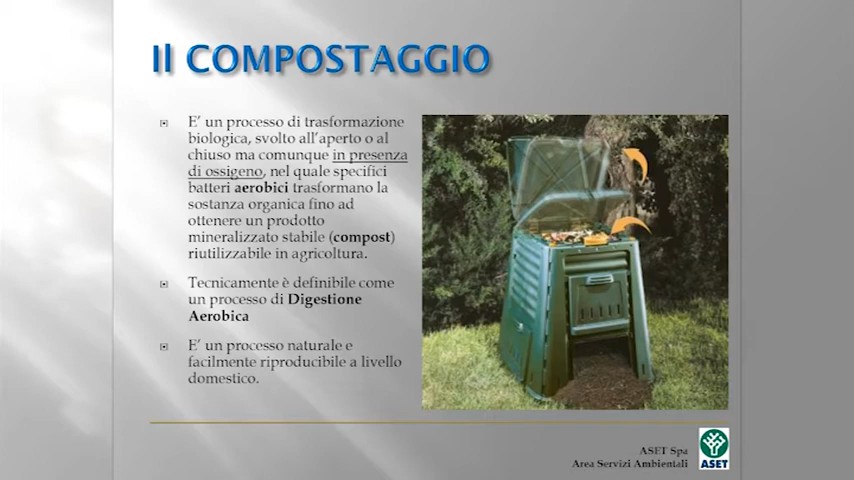 Il COMPOSTAGGIO
E' un processo di trasformazione
biologica, svolto all'aperto o al
chiuso ma comunque in presenza
di ossigeno, nel quale specifici
batteri aerobici trasformano la
sostanza organica fino ad
ottenere un prodotto
mineralizzato stabile (compost)
riutilizzabile in agricoltura.
Tecnicamente è definibile come
un processo di Digestione
Aerobica
E' un processo naturale e
facilmente riproducibile a livello
domestico.
ASET Spa
Area Servizi Ambientali
ASET